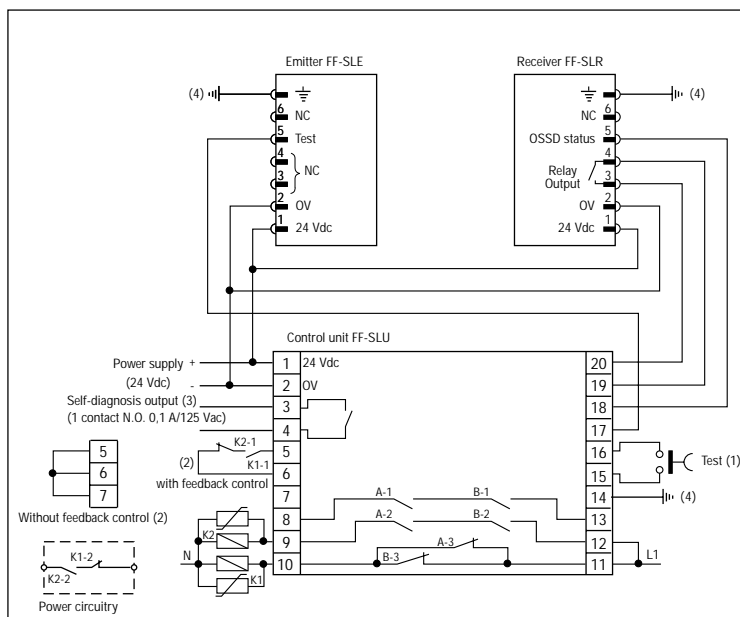 Emitter FF-SLE
Receiver FF-SLR
(4)
6
NC
5
Test
4
NC
3
2
OV
1
24 Vdc
(4)
6
NC
5
OSSD status
4
Relay
Output
3
2
OV
1
24 Vdc
Control unit FF-SLU
Power supply +
(24 Vdc) -
Self-diagnosis output (3)
(1 contact N.O. 0,1 A/125 Vac)
1 24 Vdc
2 OV
3
4
5
6
7
8
9
10
20
19
18
17
16
15
14
13
12
11
K2-1
K1-1
(2)
with feedback control
Test (1)
(4)
A-1 B-1
A-2 B-2
A-3
B-3
L1
N
K2
K1
5
6
7
Without feedback control (2)
K1-2
K2-2
Power circuitry